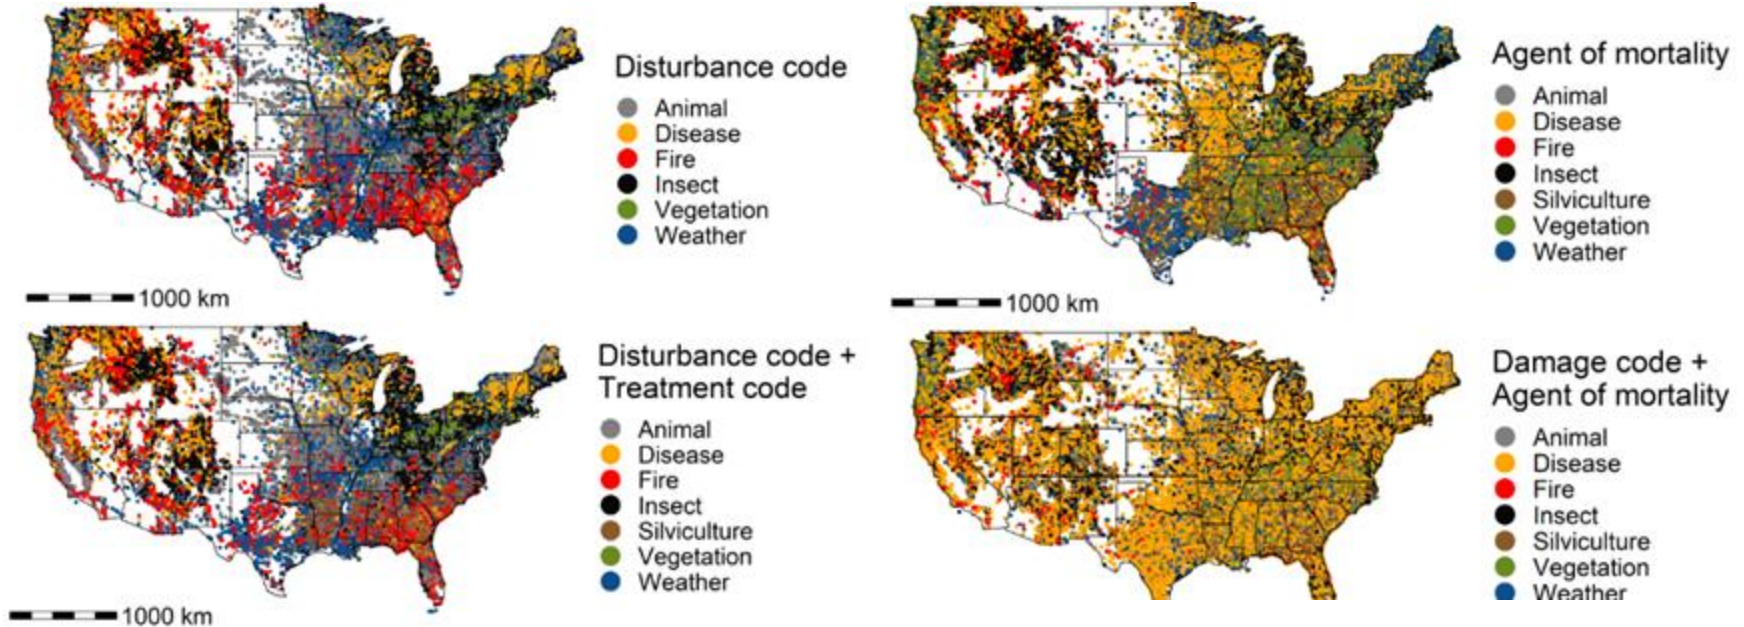 Disturbance code
Animal
Disease
Fire
Insect
Vegetation
Weather
1000 km
Agent of mortality
Animal
Disease
Fire
Insect
Silviculture
Vegetation
Weather
1000 km
Disturbance code +
Treatment code
Animal
Disease
Fire
Insect
Silviculture
Vegetation
Weather
1000 km
Damage code +
Agent of mortality
Animal
Disease
Fire
Insect
Silviculture
Vegetation
Weather